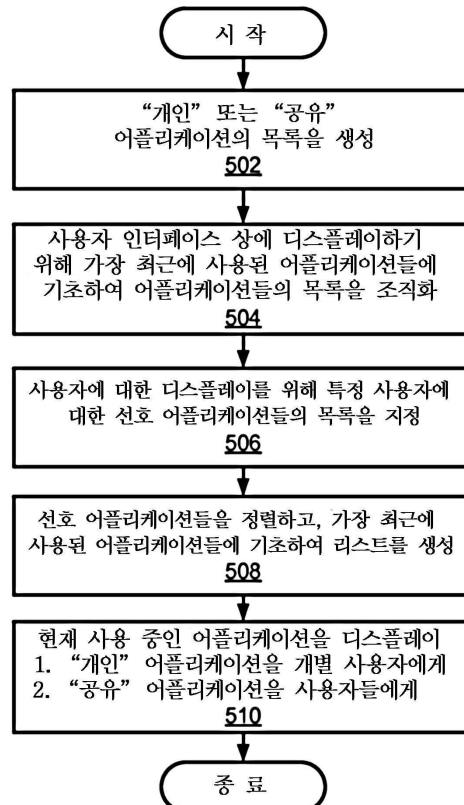 시 작
“개인” 또는 “공유”
어플리케이션의 목록을 생성
502
사용자 인터페이스 상에 디스플레이하기
위해 가장 최근에 사용된 어플리케이션들에
기초하여 어플리케이션들의 목록을 조직화
504
사용자에 대한 디스플레이를 위해 특정 사용자에
대한 선호 어플리케이션들의 목록을 지정
506
선호 어플리케이션들을 정렬하고, 가장 최근에
사용된 어플리케이션들에 기초하여 리스트를 생성
508
현재 사용 중인 어플리케이션을 디스플레이
1. “개인” 어플리케이션을 개별 사용자에게
2. “공유” 어플리케이션을 사용자들에게
510
종 료